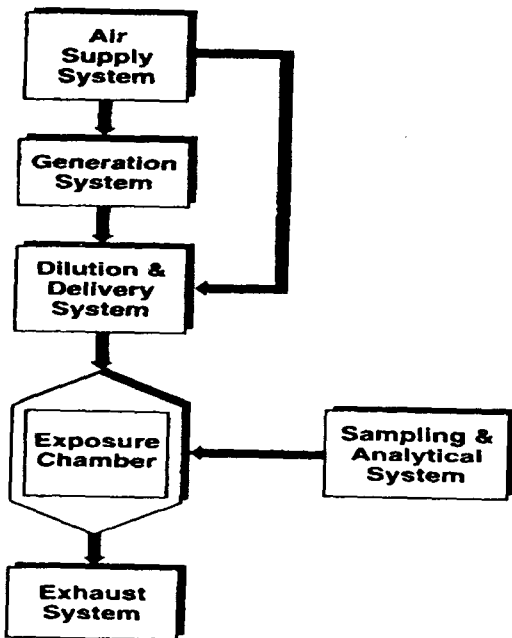 Air
Supply
System
Generation
System
Dilution &
Delivery
System
Exposure
Chamber
Sampling &
Analytical
System
Exhaust
System